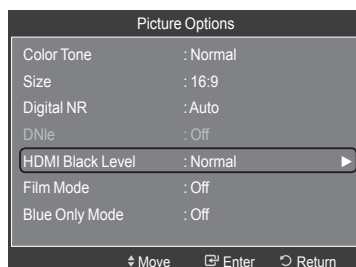 Picture Options
Color Tone : Normal
Size : 16:9
Digital NR : Auto
DNIe : Off
HDMI Black Level : Normal ►
Film Mode : Off
Blue Only Mode : Off
Move Enter Return